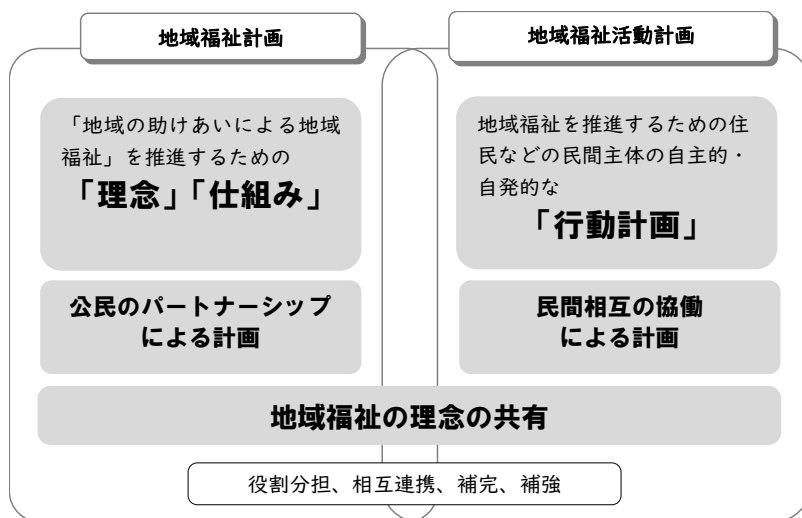 地域福祉計画
「地域の助けあいによる地域
福祉」を推進するための
「理念」「仕組み」
公民のパートナーシップ
による計画
地域福祉活動計画
地域福祉を推進するための住
民などの民間主体の自主的・
自発的な
「行動計画」
民間相互の協働
による計画
地域福祉の理念の共有
役割分担、相互連携、補完、補強